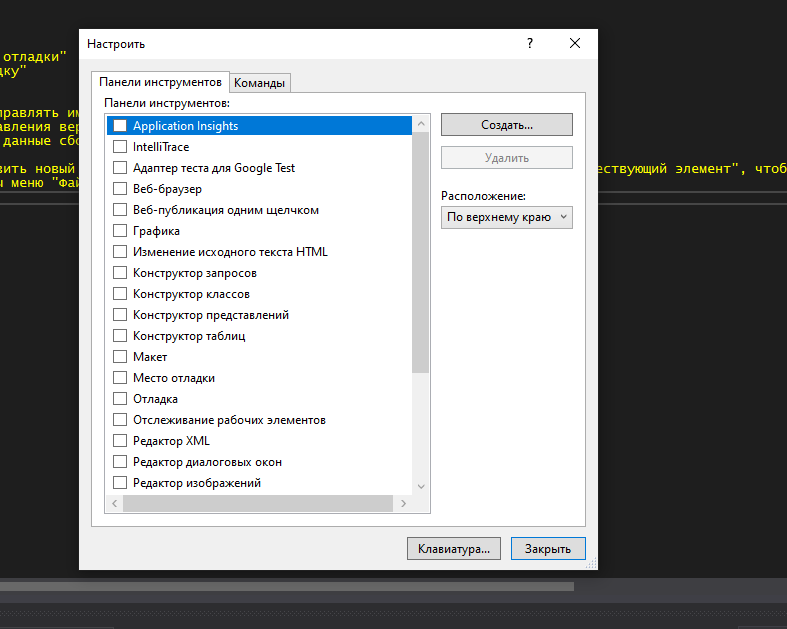 Настроить
?
отладки"
дку"
Панели инструментов
Команды
Панели инструментов:
Application Insights
IntelliTrace
Адаптер теста для Google Test
Веб-браузер
Веб-публикация одним щелчком
Графика
Изменение исходного текста HTML
Конструктор запросов
Конструктор классов
Конструктор представлений
Конструктор таблиц
Макет
Место отладки
Отладка
Отслеживание рабочих элементов
Редактор XML
Редактор диалоговых окон
Редактор изображений
Создать...
Удалить
Расположение:
По верхнему краю
Клавиатура...
Закрыть
правлять им
авления вер
данные сбо
вить новый
ествующий элемент", чтоб
ы меню "Фай